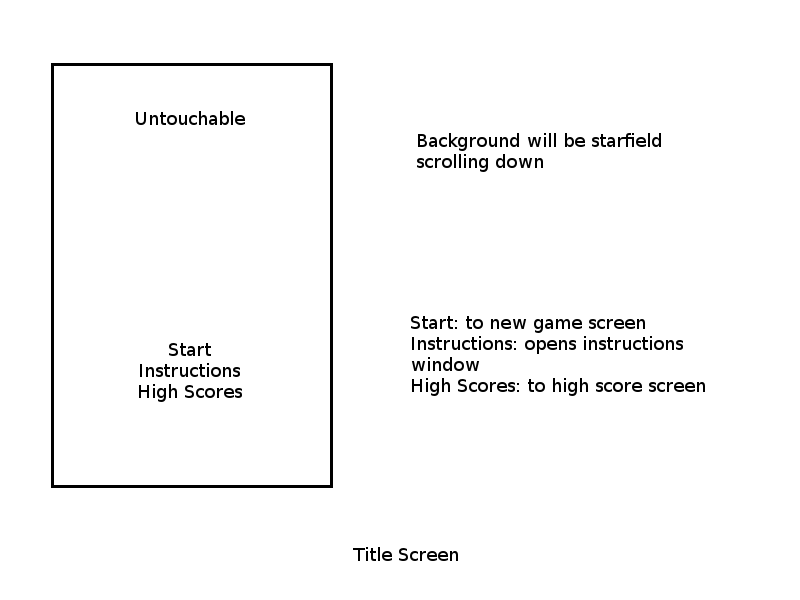 Untouchable
Background will be starfield
scrolling down
Start
Instructions
High Scores
Start: to new game screen
Instructions: opens instructions
window
High Scores: to high score screen
Title Screen